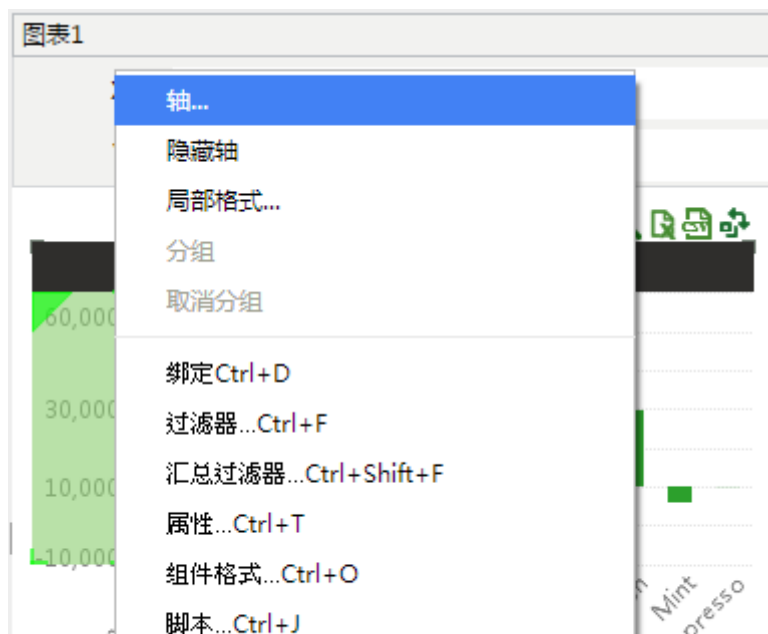 图表1
轴...
隐藏轴
局部格式...
分组
取消分组
60,000
绑定Ctrl+D
30,000
过滤器...Ctrl+F
汇总过滤器...Ctrl+Shift+F
10,000
属性...Ctrl+T
-10,000
组件格式...Ctrl+O
Mint
脚本...Ctrl+J